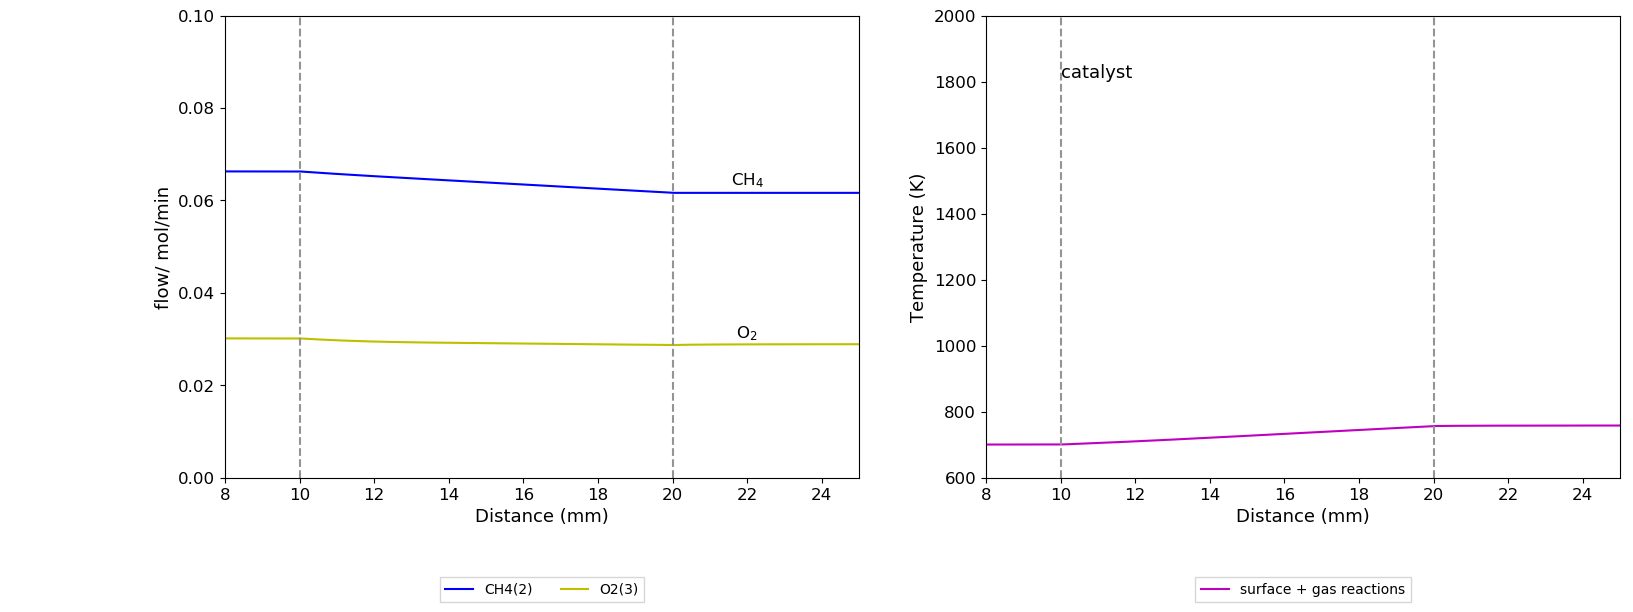 0.10
0.08
0.06
0.04
0.02
0.00
flow/ mol/min
CH₄
O₂
8 10 12 14 16 18 20 22 24
Distance (mm)
CH4(2) O2(3)
2000
1800
1600
1400
1200
1000
800
600
Temperature (K)
catalyst
8 10 12 14 16 18 20 22 24
Distance (mm)
surface + gas reactions